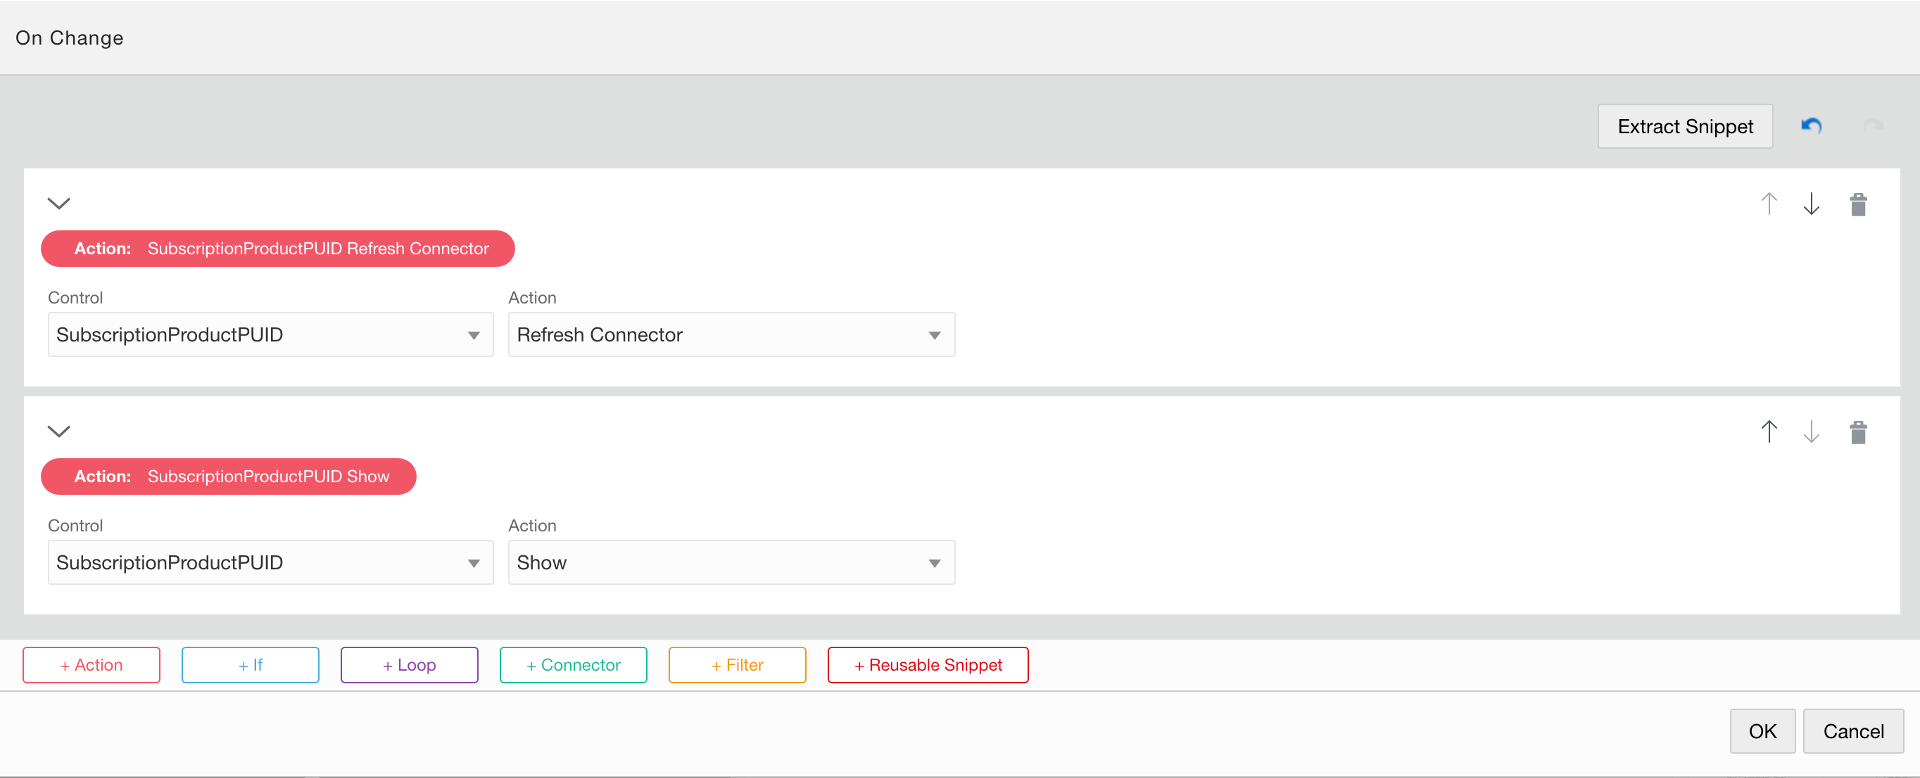 On Change
Extract Snippet
Action: SubscriptionProductPUID Refresh Connector
Control Action
SubscriptionProductPUID Refresh Connector
Action: SubscriptionProductPUID Show
Control Action
SubscriptionProductPUID Show
+ Action + If + Loop + Connector + Filter + Reusable Snippet
OK Cancel